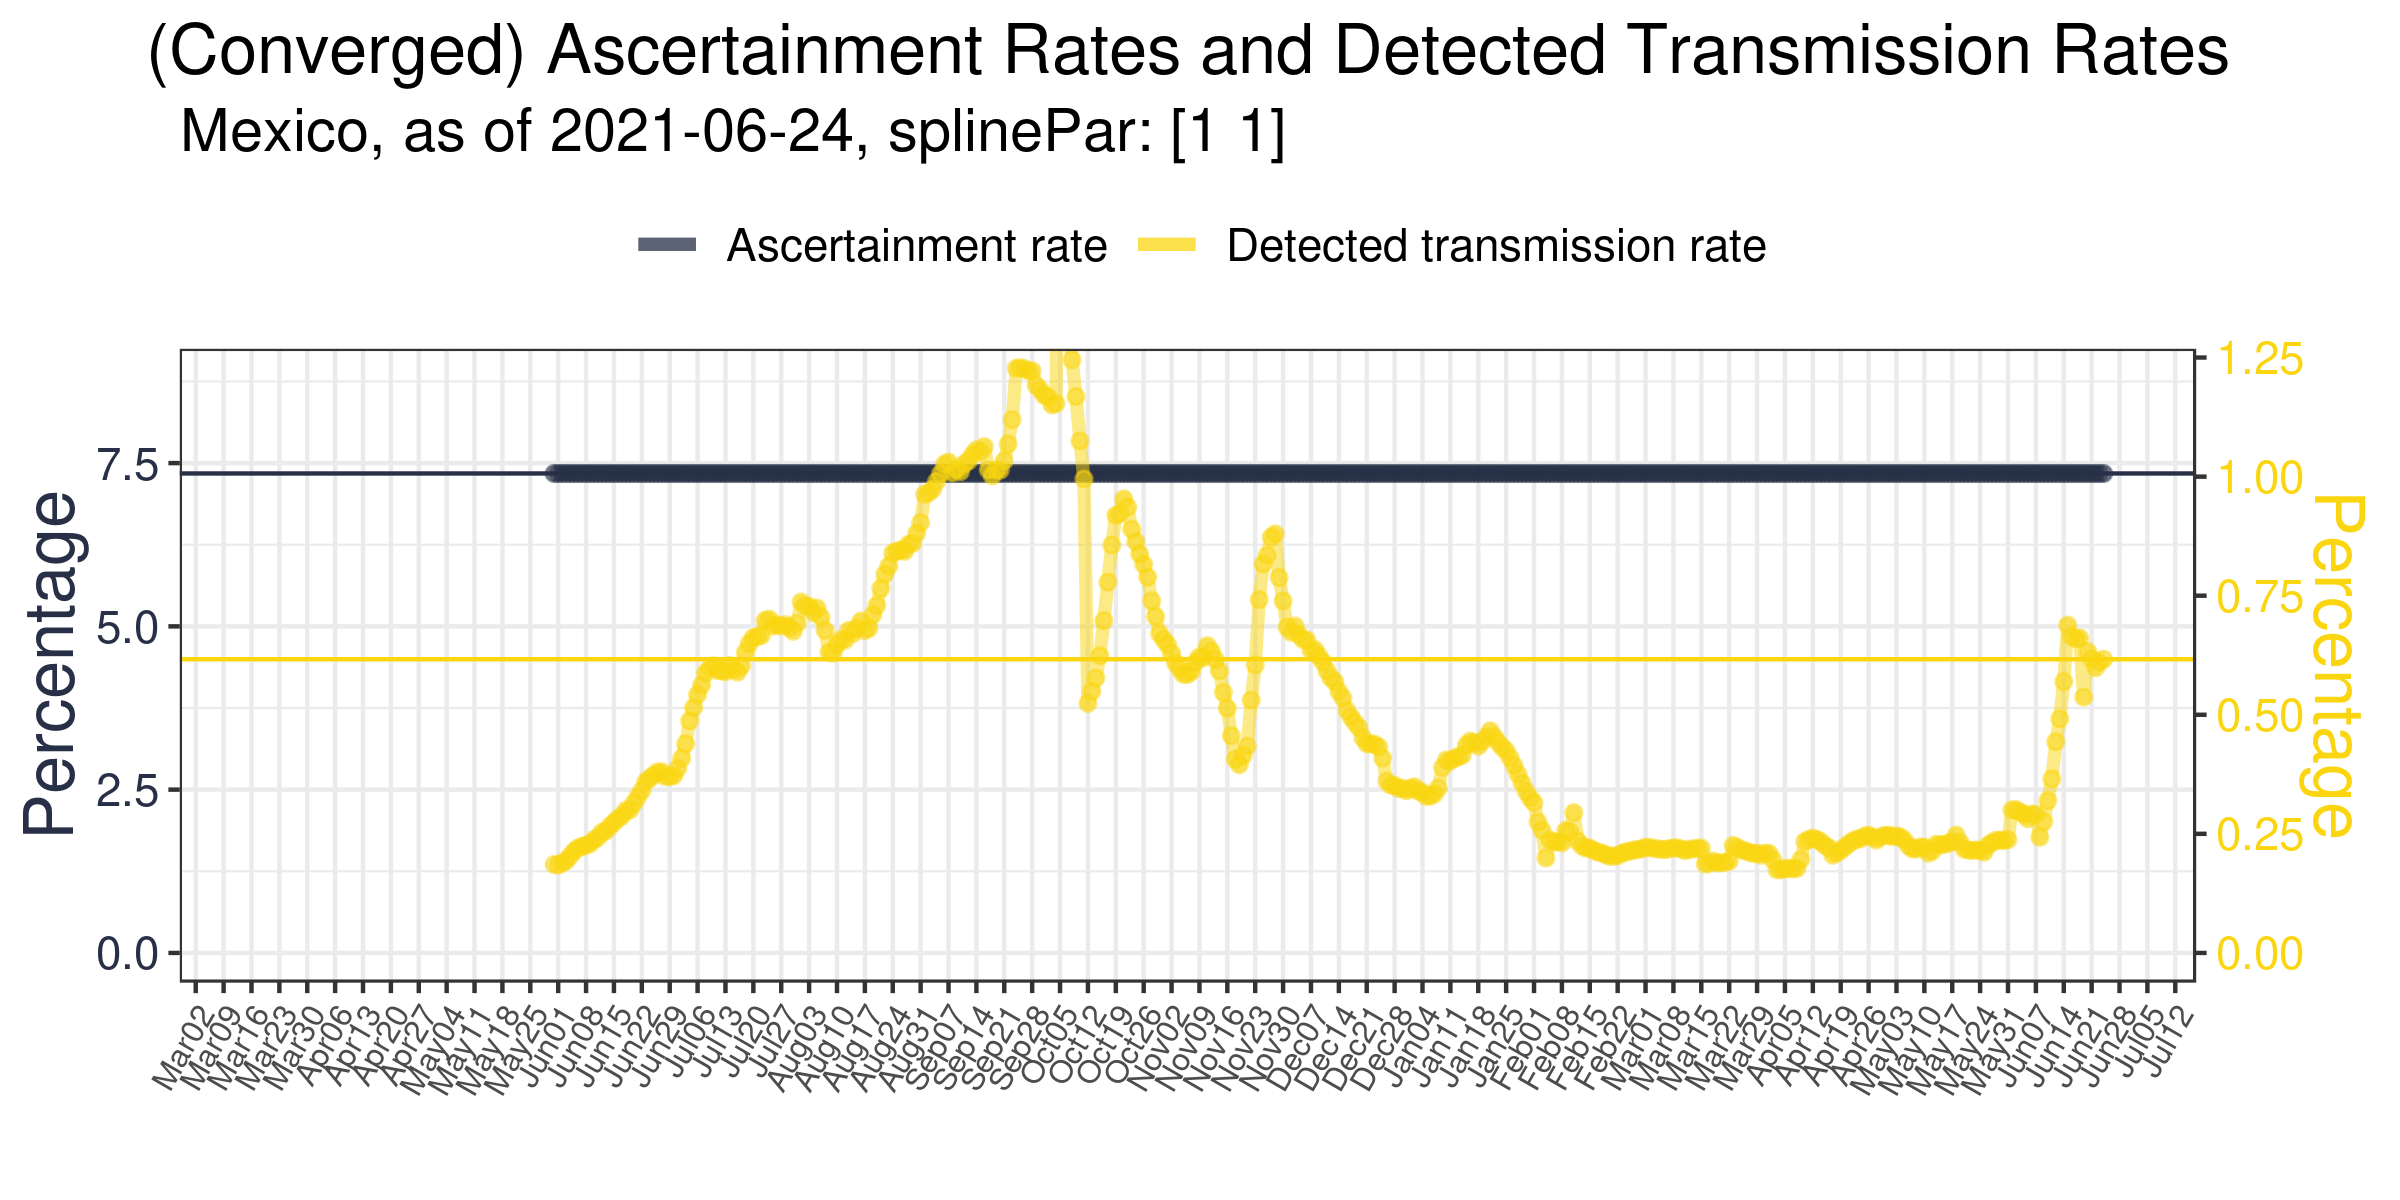 (Converged) Ascertainment Rates and Detected Transmission Rates
Mexico, as of 2021-06-24, splinePar: [1 1]
Ascertainment rate
Detected transmission rate
Percentage
7.5
5.0
2.5
0.0
1.25
1.00
0.75
0.50
0.25
0.00
Percentage
Mar02
Mar09
Mar16
Mar23
Mar30
Apr06
Apr13
Apr20
Apr27
May04
May11
May18
May25
Jun01
Jun08
Jun15
Jun22
Jun29
Jul06
Jul13
Jul20
Jul27
Aug03
Aug10
Aug17
Aug24
Aug31
Sep07
Sep14
Sep21
Sep28
Oct05
Oct12
Oct19
Oct26
Nov02
Nov09
Nov16
Nov23
Nov30
Dec07
Dec14
Dec21
Dec28
Jan04
Jan11
Jan18
Jan25
Feb01
Feb08
Feb15
Feb22
Mar01
Mar08
Mar15
Mar22
Mar29
Apr05
Apr12
Apr19
Apr26
May03
May10
May17
May24
May31
Jun07
Jun14
Jun21
Jun28
Jul05
Jul12